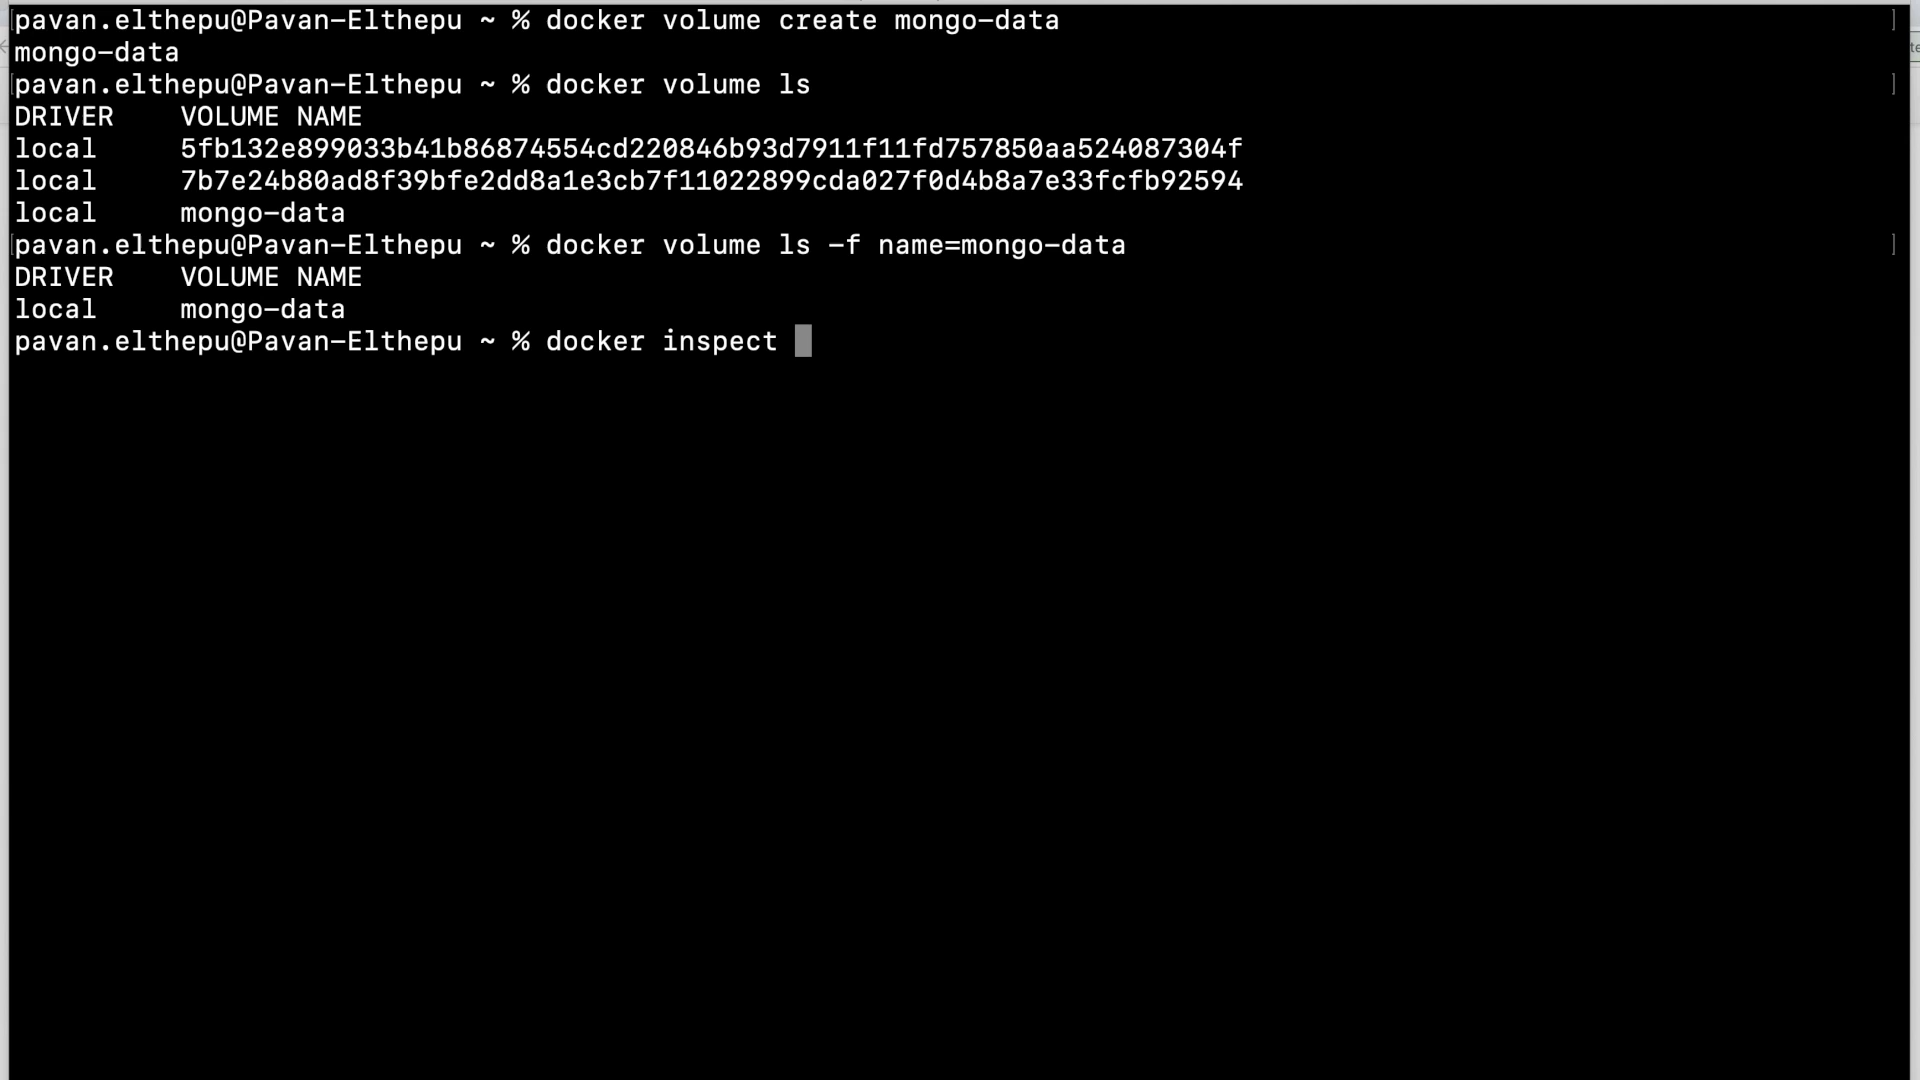 pavan.elthepu@Pavan-Elthepu ~ % docker volume create mongo-data
mongo-data
pavan.elthepu@Pavan-Elthepu ~ % docker volume ls
DRIVER    VOLUME NAME
local     5fb132e899033b41b86874554cd220846b93d7911f11fd757850aa524087304f
local     7b7e24b80ad8f39bfe2dd8a1e3cb7f11022899cda027f0d4b8a7e33fcfb92594
local     mongo-data
pavan.elthepu@Pavan-Elthepu ~ % docker volume ls -f name=mongo-data
DRIVER    VOLUME NAME
local     mongo-data
pavan.elthepu@Pavan-Elthepu ~ % docker inspect